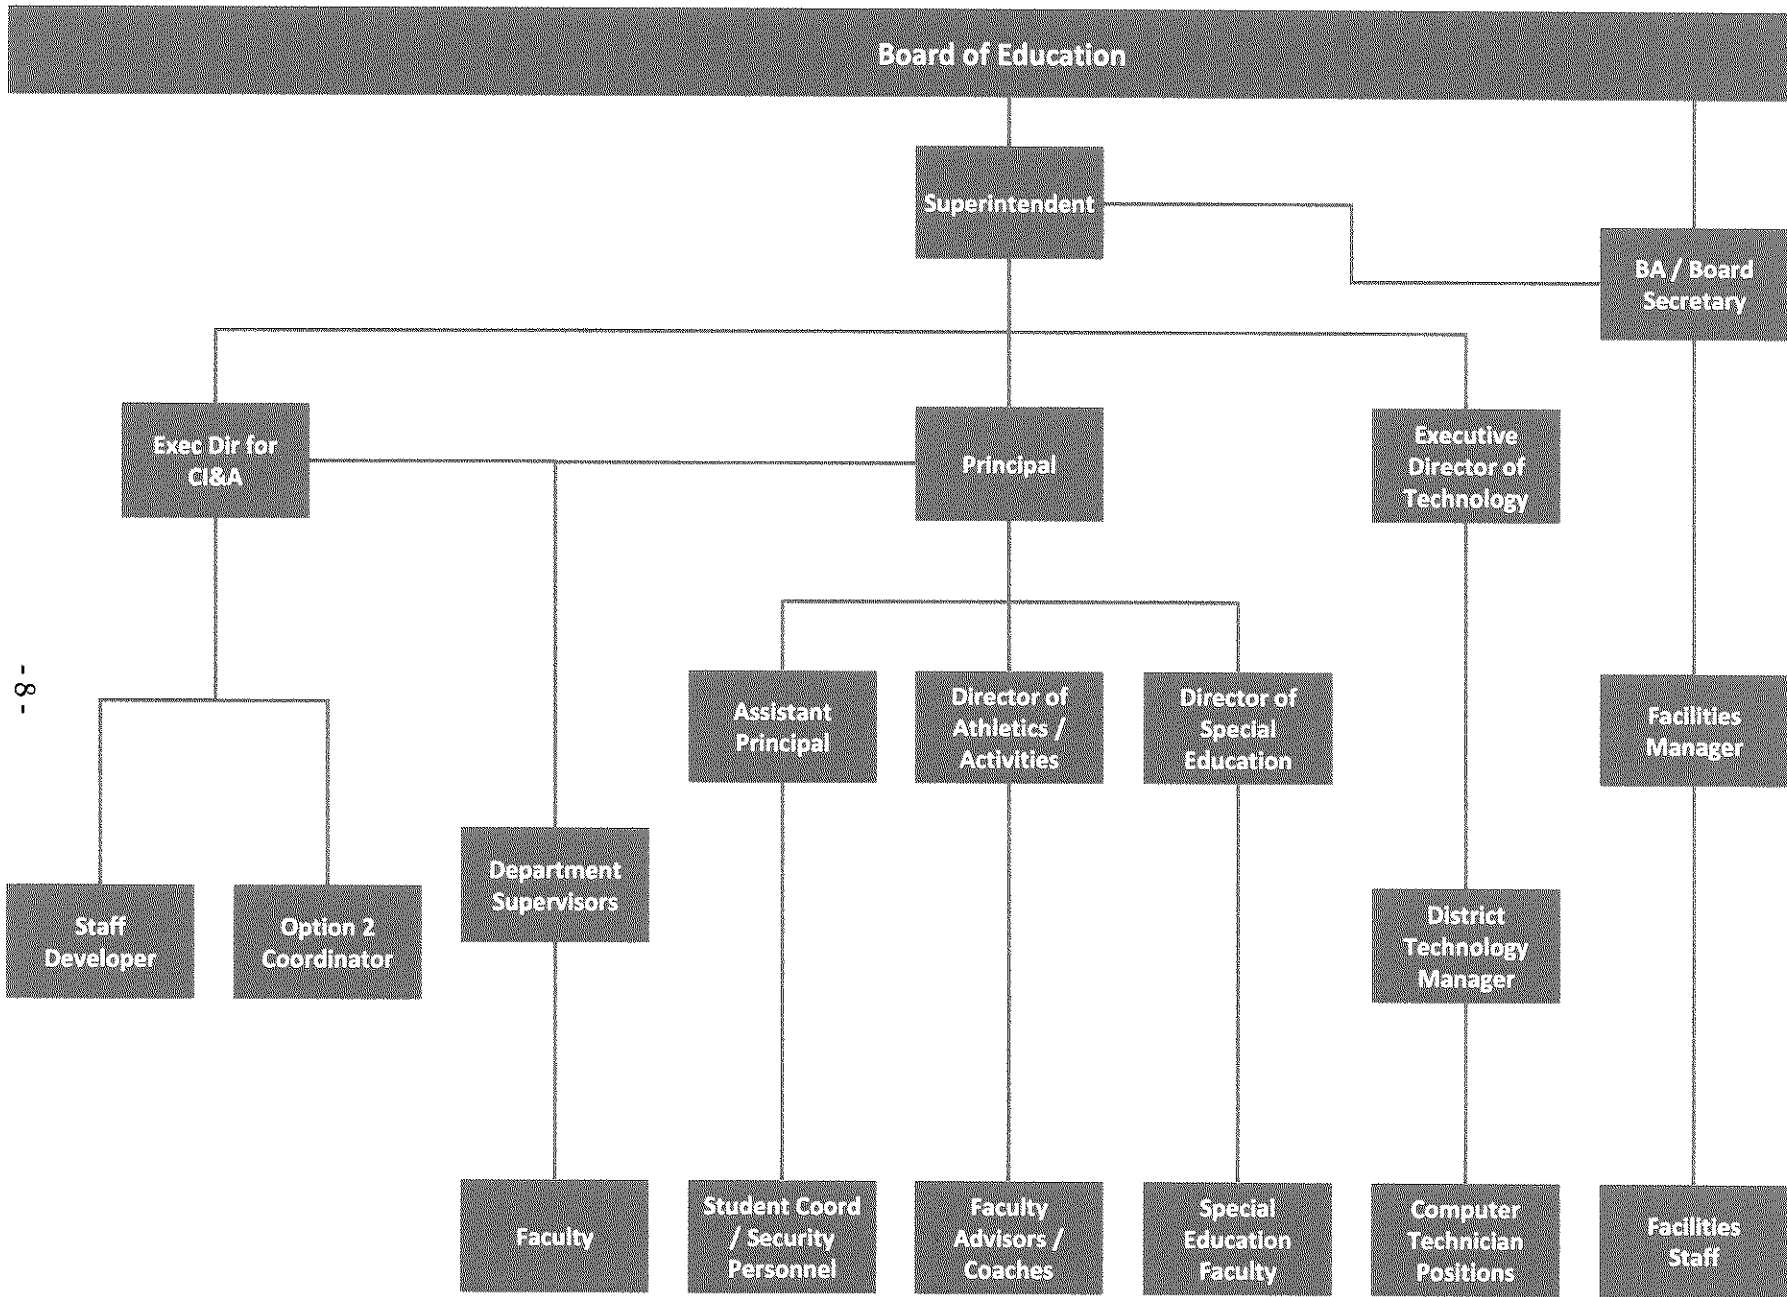 Board of Education
Superintendent
BA / Board
Secretary
Exec Dir for
CI&A
Principal
Executive
Director of
Technology
Assistant
Principal
Director of
Athletics /
Activities
Director of
Special
Education
Facilities
Manager
Department
Supervisors
Staff
Developer
Option 2
Coordinator
District
Technology
Manager
Faculty
Student Coord
/ Security
Personnel
Faculty
Advisors /
Coaches
Special
Education
Faculty
Computer
Technician
Positions
Facilities
Staff
- 8 -